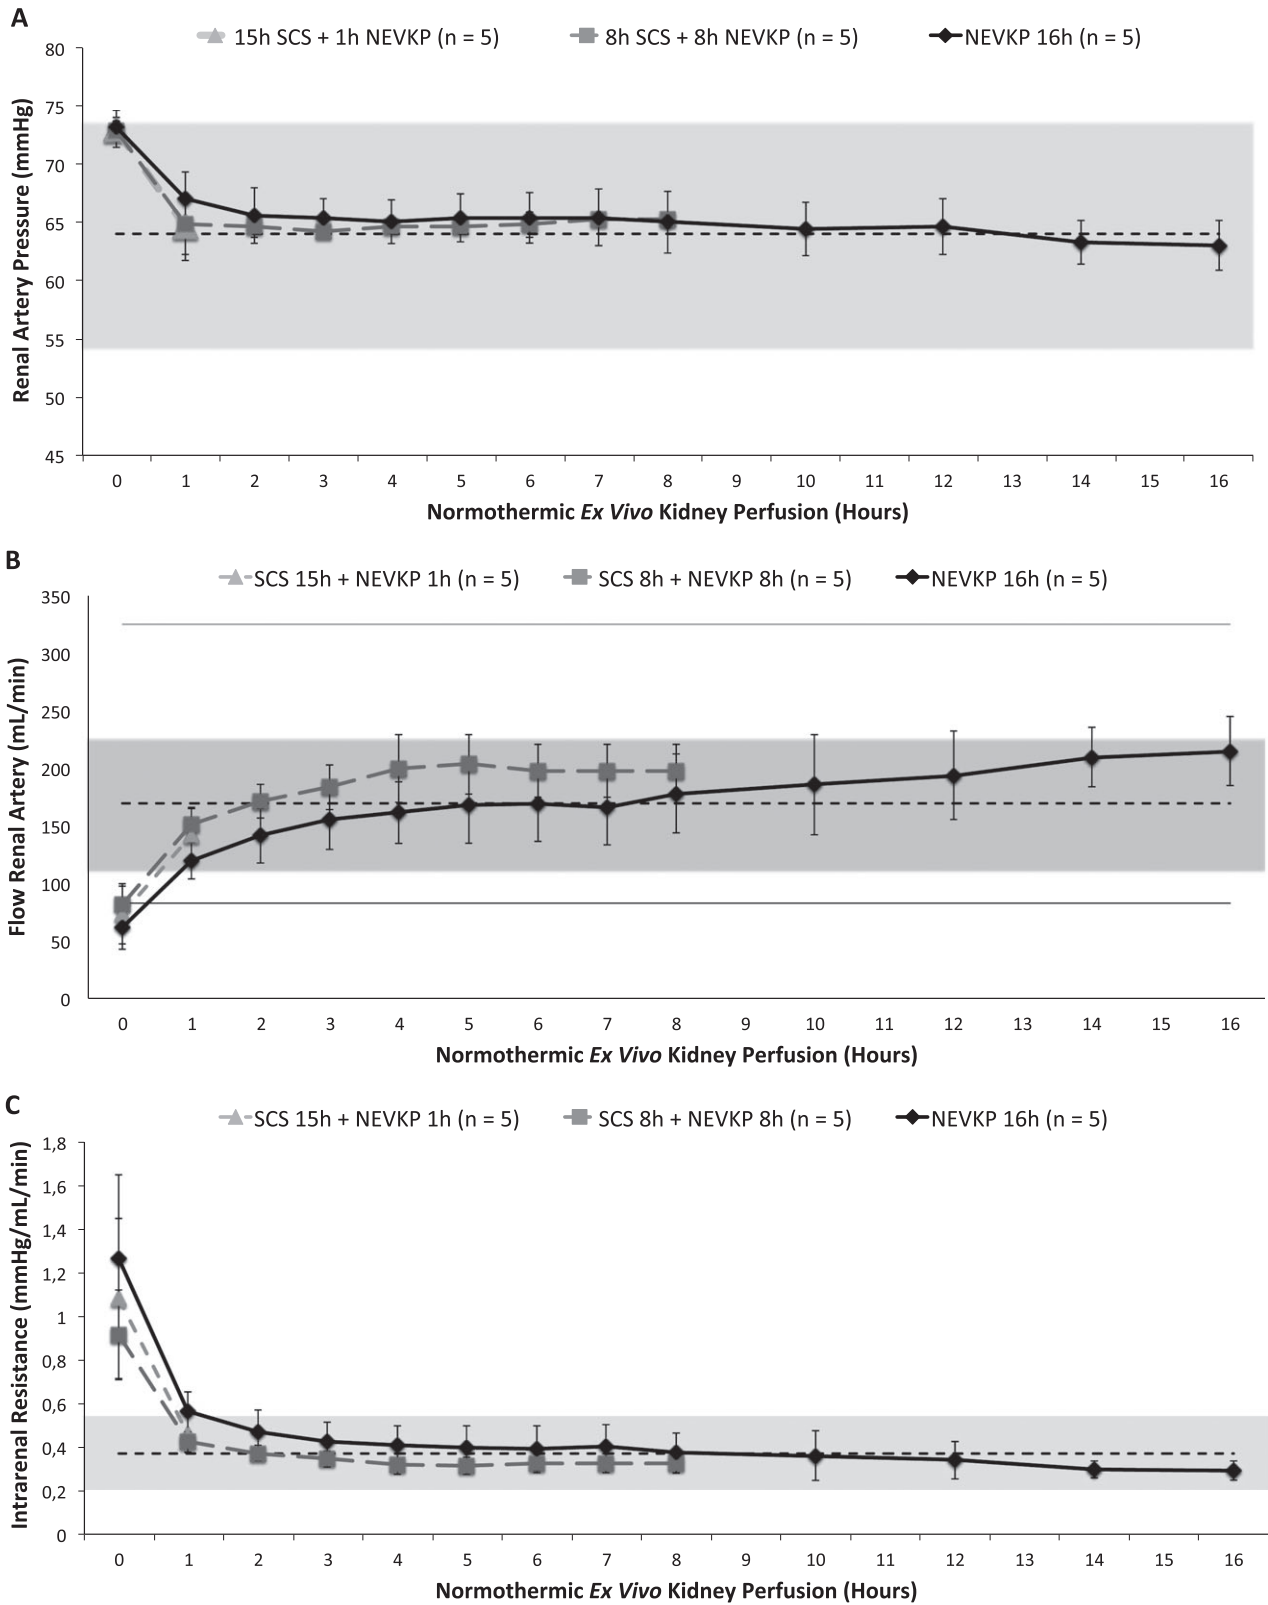 A
15h SCS + 1h NEVKP (n = 5) 8h SCS + 8h NEVKP (n = 5) NEVKP 16h (n = 5)
Renal Artery Pressure (mmHg)
80
75
70
65
60
55
50
45
0 1 2 3 4 5 6 7 8 9 10 11 12 13 14 15 16
Normothermic Ex Vivo Kidney Perfusion (Hours)
B
SCS 15h + NEVKP 1h (n = 5) SCS 8h + NEVKP 8h (n = 5) NEVKP 16h (n = 5)
Flow Renal Artery (mL/min)
350
300
250
200
150
100
50
0
0 1 2 3 4 5 6 7 8 9 10 11 12 13 14 15 16
Normothermic Ex Vivo Kidney Perfusion (Hours)
C
SCS 15h + NEVKP 1h (n = 5) SCS 8h + NEVKP 8h (n = 5) NEVKP 16h (n = 5)
Intrarenal Resistance (mmHg/mL/min)
1,8
1,6
1,4
1,2
1
0,8
0,6
0,4
0,2
0
0 1 2 3 4 5 6 7 8 9 10 11 12 13 14 15 16
Normothermic Ex Vivo Kidney Perfusion (Hours)